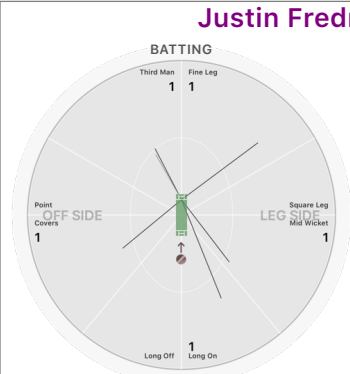 Justin Fredr
BATTING
Third Man Fine Leg
1 1
Point Square Leg
OFF SIDE LEG SIDE
Covers Mid Wicket
1 1
1
Long Off Long On